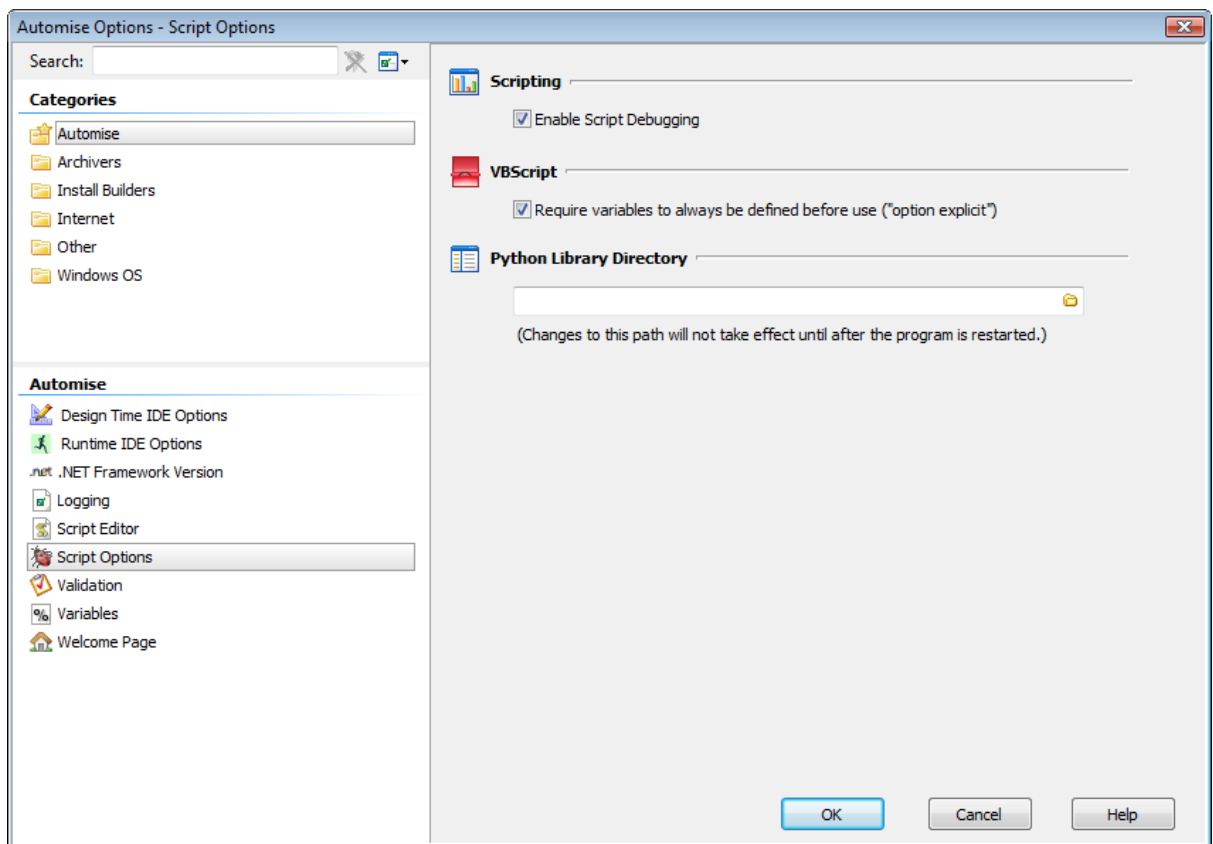 Automise Options - Script Options
Search:
Categories
Automise
Archivers
Install Builders
Internet
Other
Windows OS
Automise
Design Time IDE Options
Runtime IDE Options
.net .NET Framework Version
Logging
Script Editor
Script Options
Validation
% Variables
Welcome Page
Scripting
Enable Script Debugging
VBScript
Require variables to always be defined before use ("option explicit")
Python Library Directory
(Changes to this path will not take effect until after the program is restarted.)
OK Cancel Help